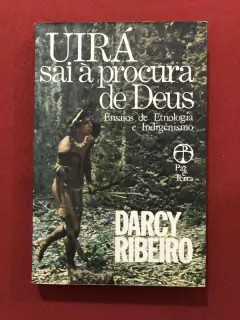 UIRÁ
sai à procura
de Deus
Ensaios de Etnologia
e Indigenismo
Paz
e Terra
DARCY
RIBEIRO